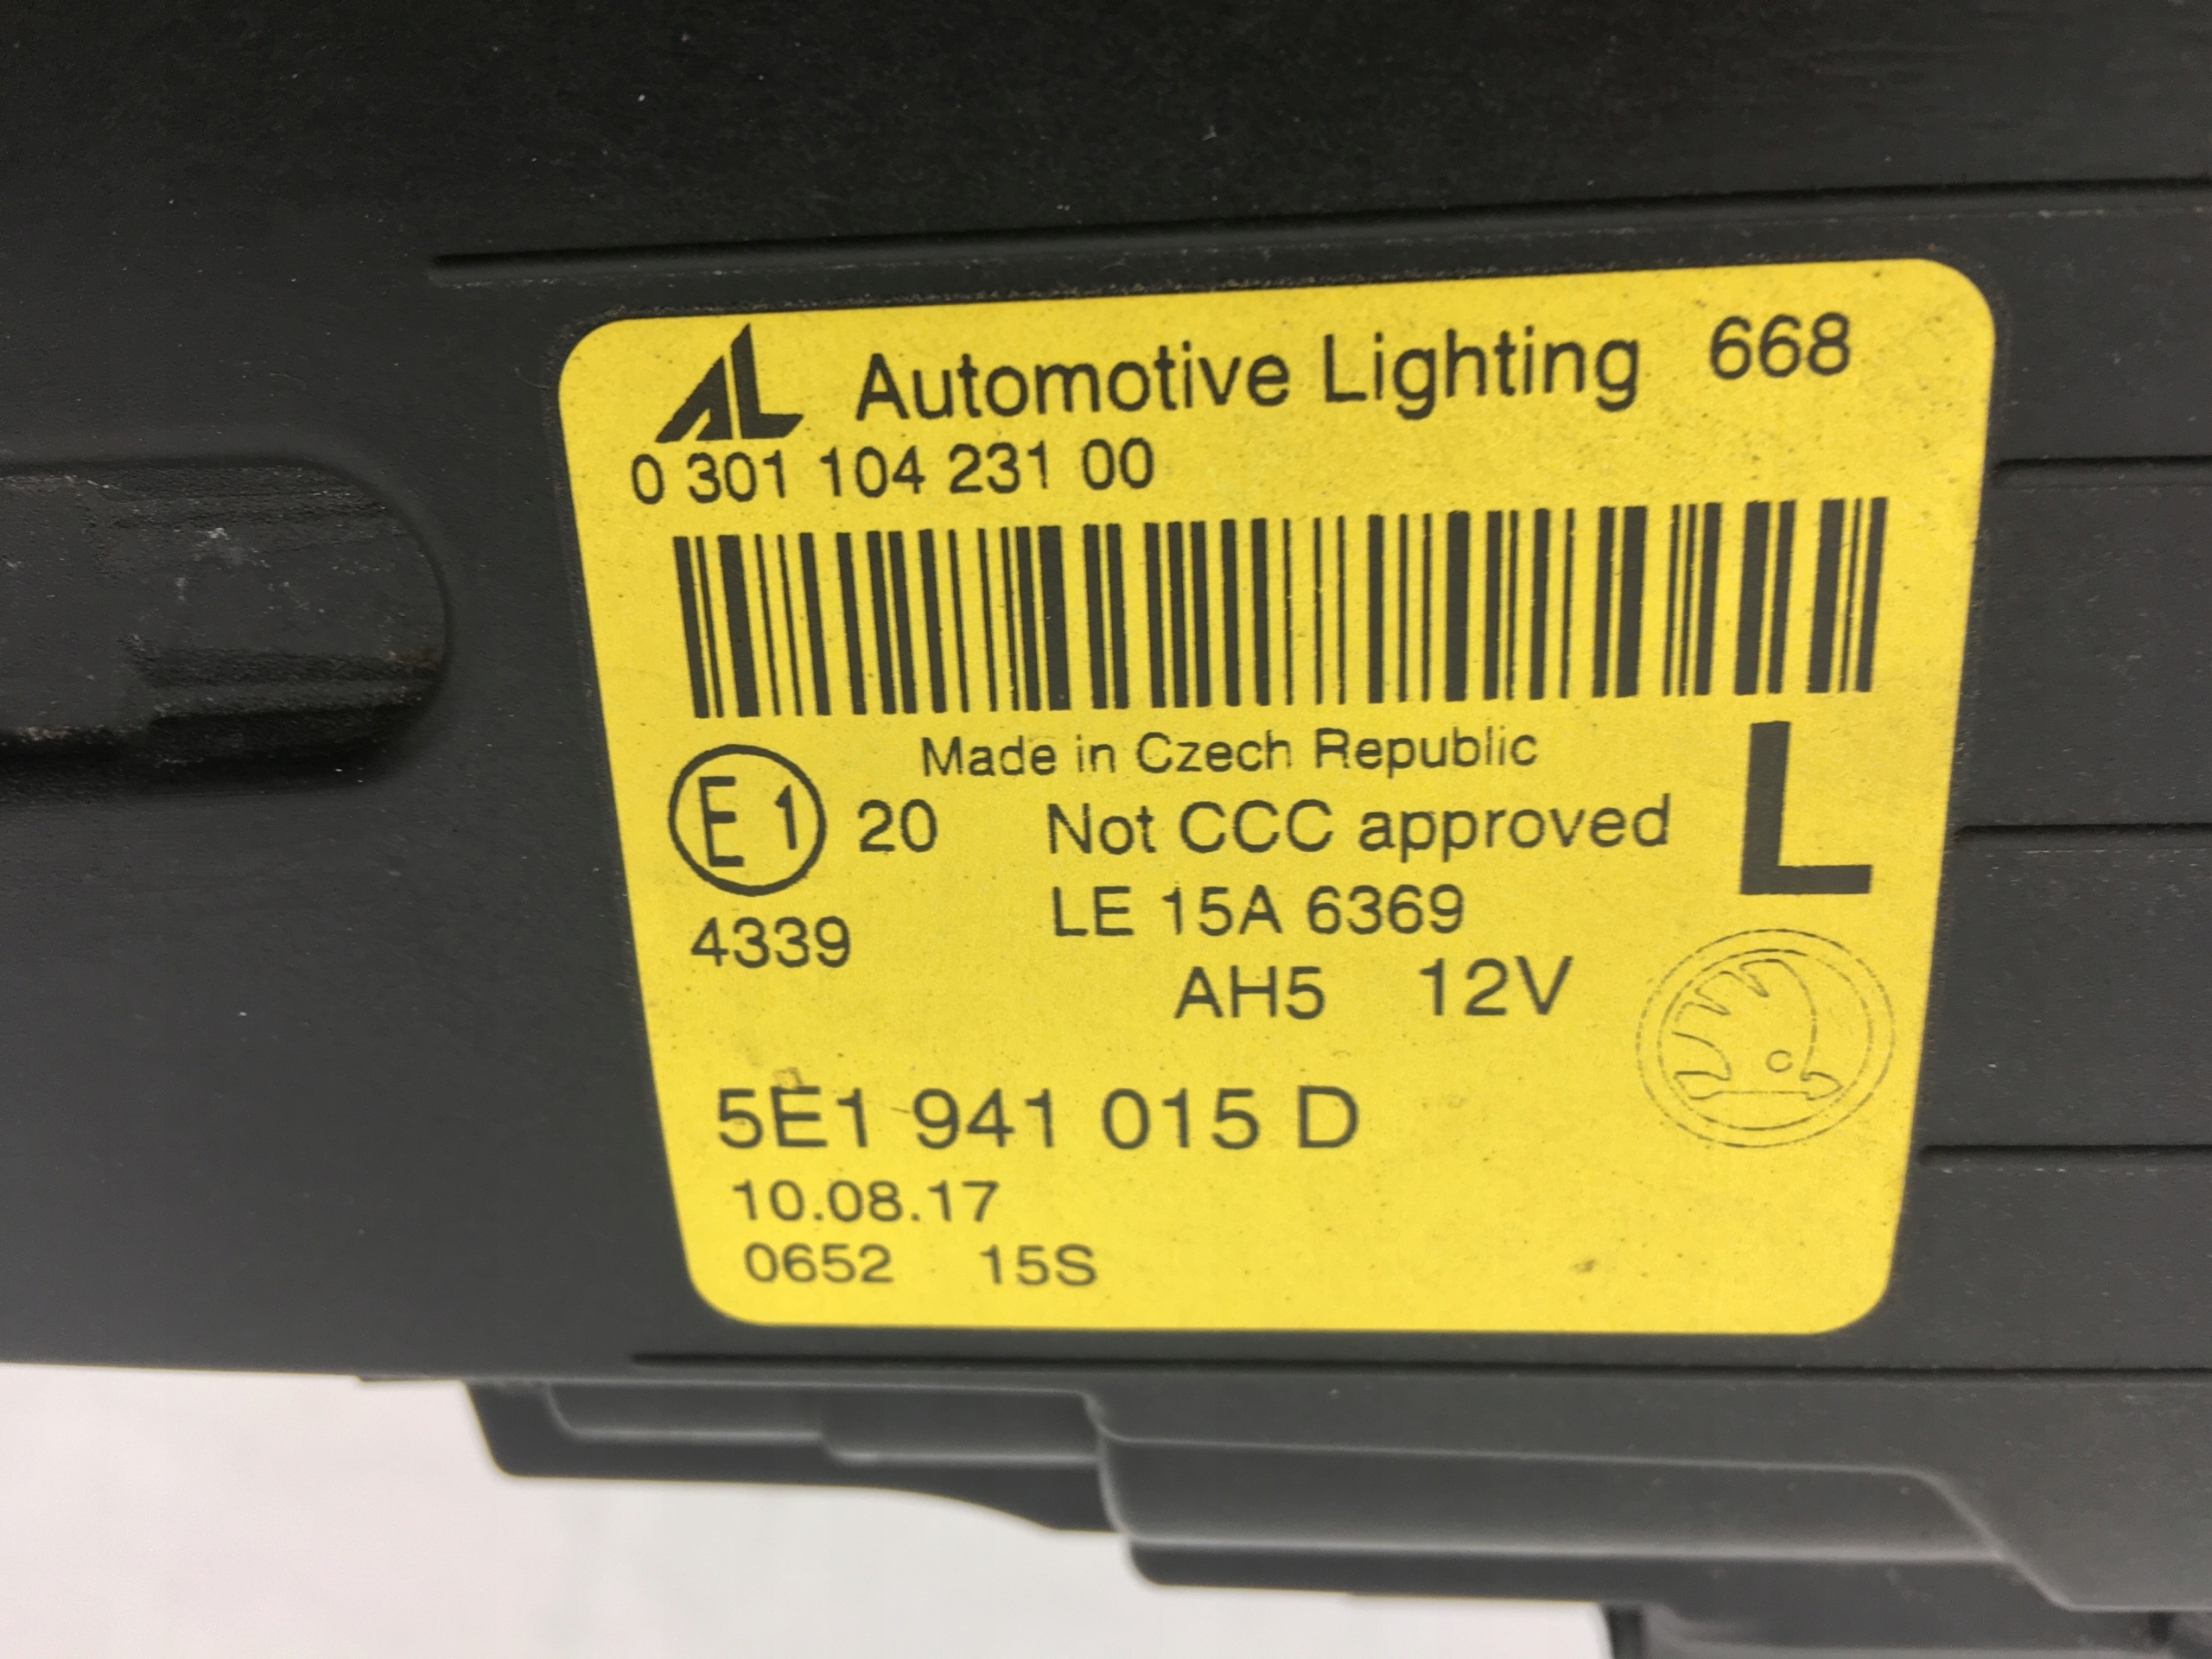 AL Automotive Lighting 668
0 301 104 231 00
Made in Czech Republic
E1 20 Not CCC approved L
4339 LE 15A 6369
AH5 12V
5E1 941 015 D
10.08.17
0652 15S